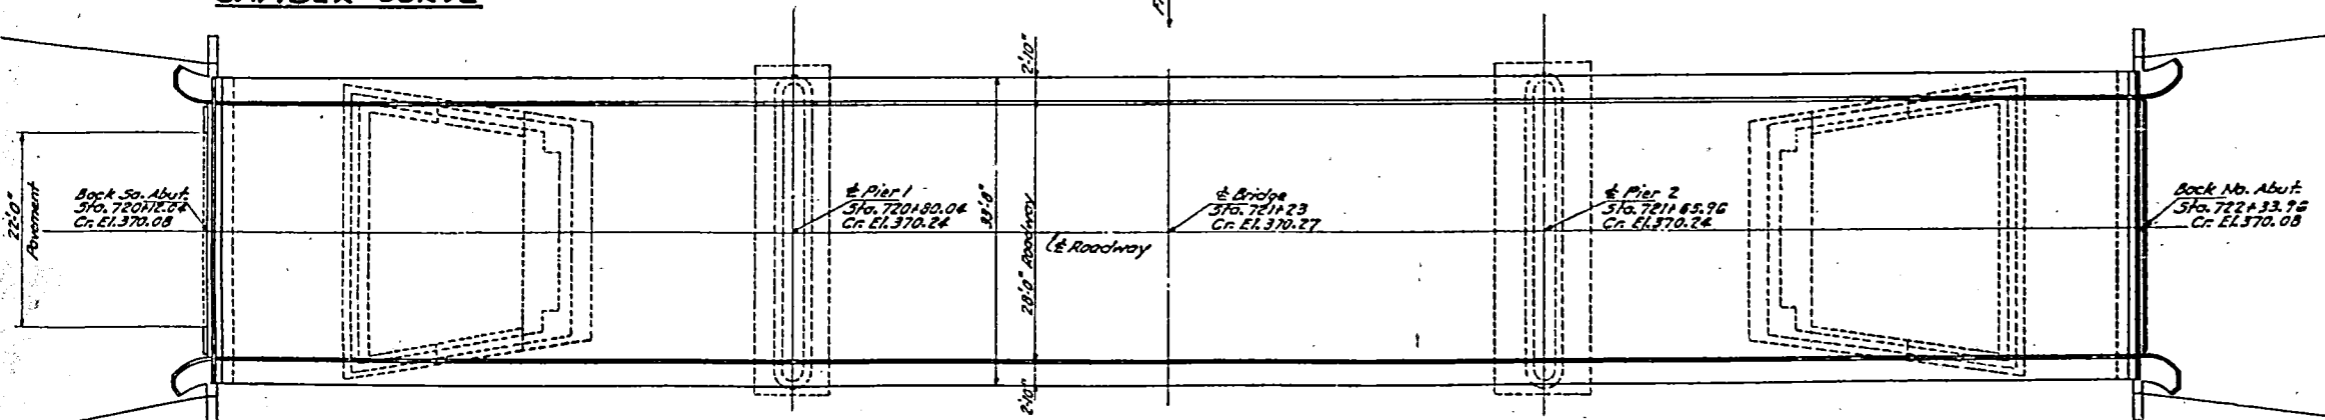 CAMBER CURVE
22'-0"
Pavement
Back So. Abut.
Sta. 720+12.04
Cr. El. 370.08
℄ Pier 1
Sta. 720+80.04
Cr. El. 370.24
2'-10"
33'-8"
28'-0" Roadway
2'-10"
℄ Roadway
℄ Bridge
Sta. 721+23
Cr. El. 370.27
℄ Pier 2
Sta. 721+65.96
Cr. El. 370.24
Back No. Abut.
Sta. 722+33.96
Cr. El. 370.08